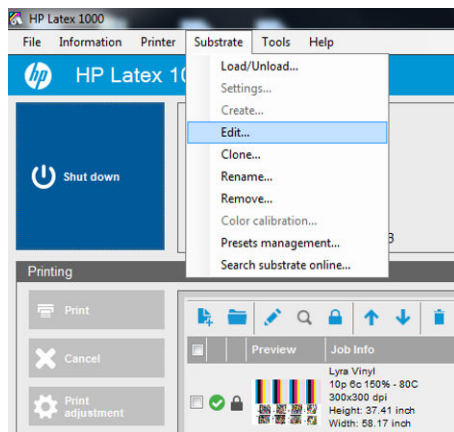 HP Latex 1000
File Information Printer Substrate Tools Help
hp HP Latex 10
Load/Unload...
Settings...
Create...
Edit...
Clone...
Rename...
Remove...
Color calibration...
Presets management...
Search substrate online...
Shut down
3
Printing
Print
Cancel
Print
adjustment
Preview Job Info
Lyra Vinyl
10p 6c 150% - 80C
300x300 dpi
Height: 37.41 inch
Width: 58.17 inch